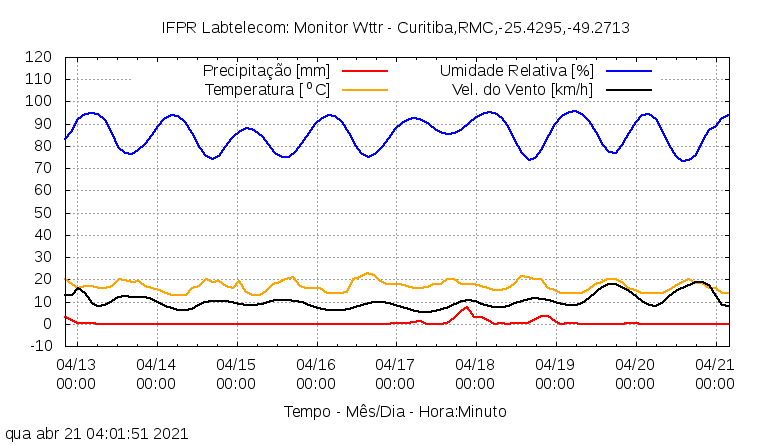 IFPR Labtelecom: Monitor Wttr - Curitiba,RMC,-25.4295,-49.2713
120
110
100
90
80
70
60
50
40
30
20
10
0
-10
Precipitação [mm] Umidade Relativa [%]
Temperatura [⁰C] Vel. do Vento [km/h]
04/13 04/14 04/15 04/16 04/17 04/18 04/19 04/20 04/21
00:00 00:00 00:00 00:00 00:00 00:00 00:00 00:00 00:00
Tempo - Mês/Dia - Hora:Minuto
qua abr 21 04:01:51 2021